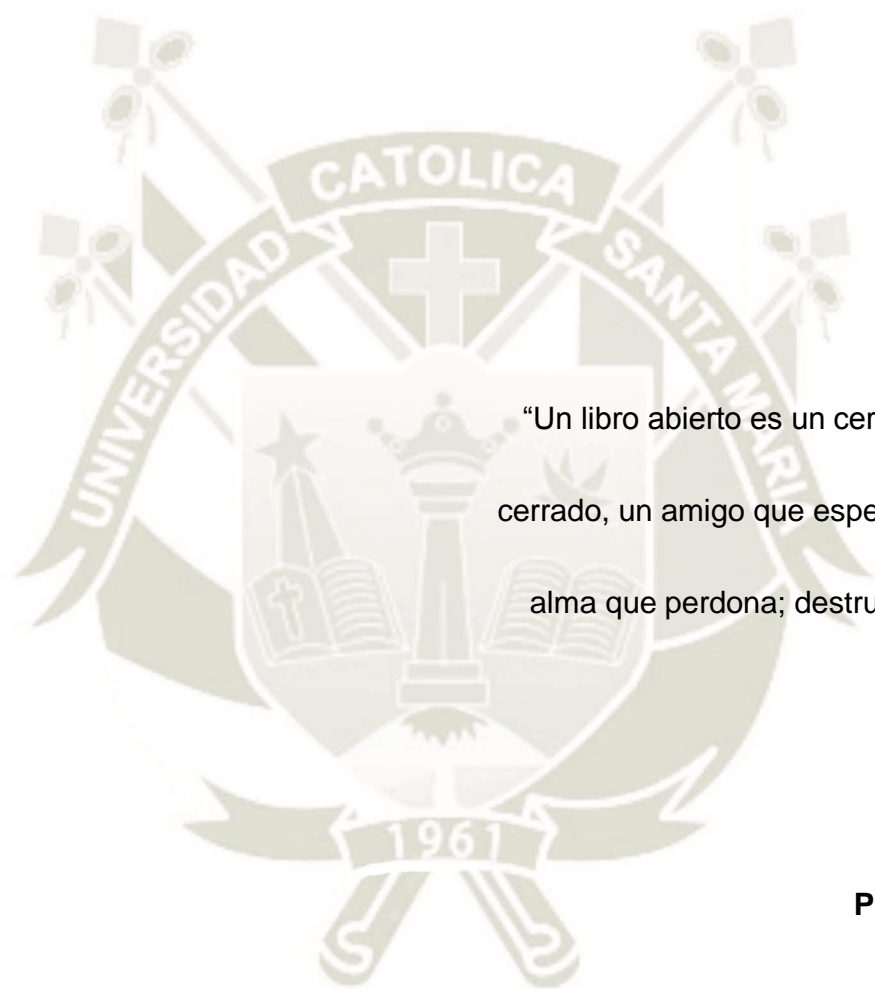 CATOLICA
UNIVERSIDAD
SANTA MARIA
“Un libro abierto es un cer
cerrado, un amigo que espe
alma que perdona; destru
1961
P